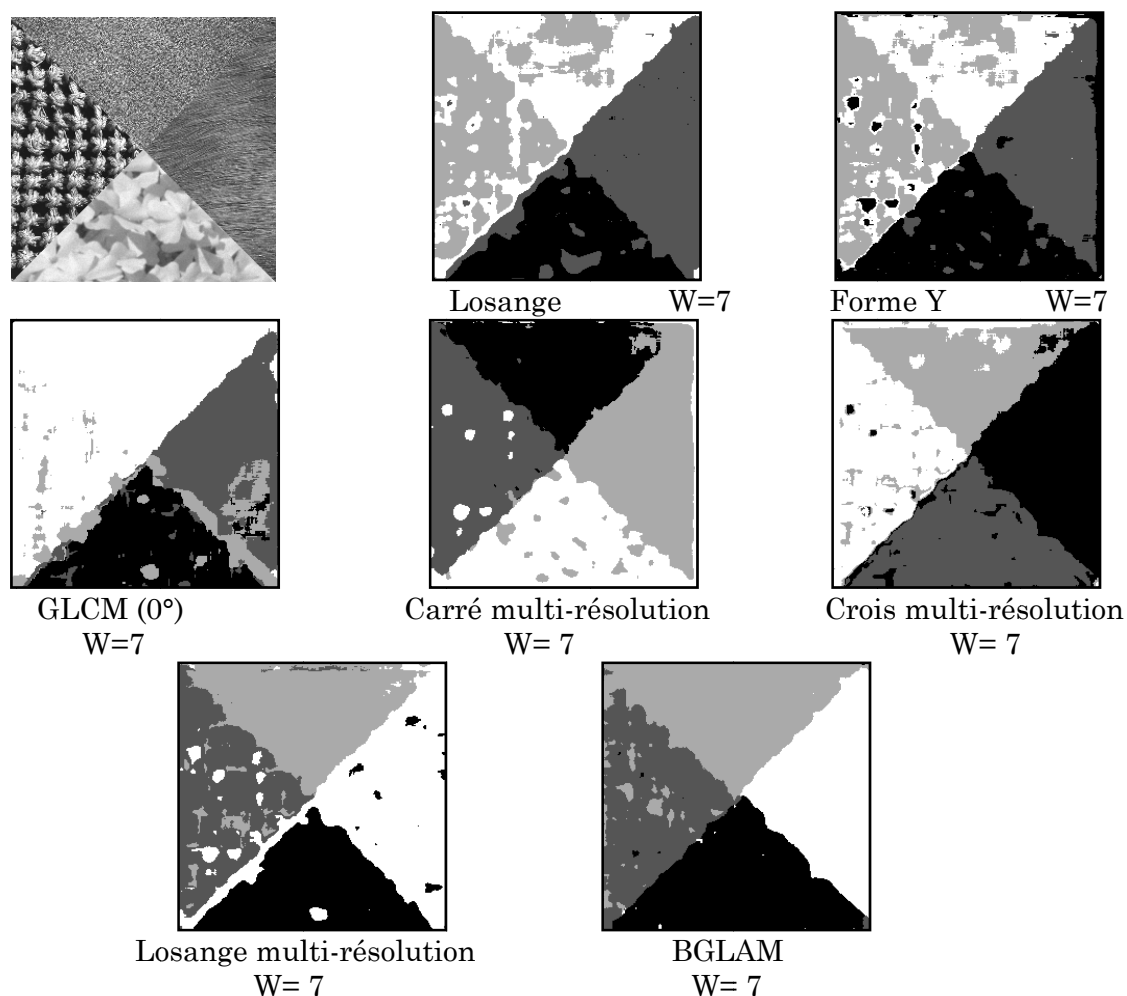 Losange W=7
Forme Y W=7
GLCM (0°)
W=7
Carré multi-résolution
W= 7
Crois multi-résolution
W= 7
Losange multi-résolution
W= 7
BGLAM
W= 7